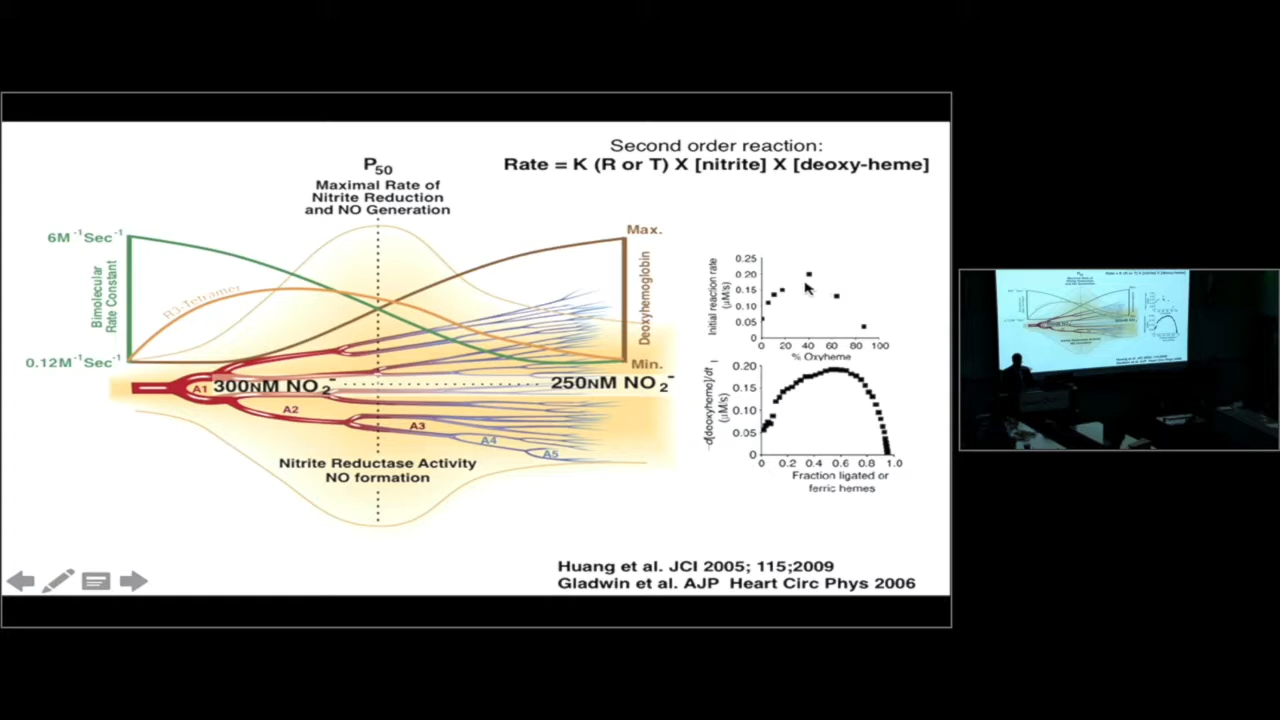 Second order reaction:
Rate = K (R or T) X [nitrite] X [deoxy-heme]
P50
Maximal Rate of
Nitrite Reduction
and NO Generation
6M-1Sec-1
Max.
Bimolecular
Rate Constant
R3-Tetramer
Deoxyhemoglobin
0.12M-1Sec-1
Min.
A1
300NM NO2-
250NM NO2-
A2
A3
A4
A5
Nitrite Reductase Activity
NO formation
Initial reaction rate
(µM/s)
0.25
0.20
0.15
0.10
0.05
0
0 20 40 60 80 100
% Oxyheme
-d[deoxyheme]/dt
(µM/s)
0.20
0.15
0.10
0.05
0
0 0.2 0.4 0.6 0.8 1.0
Fraction ligated or
ferric hemes
Huang et al. JCI 2005; 115;2009
Gladwin et al. AJP Heart Circ Phys 2006